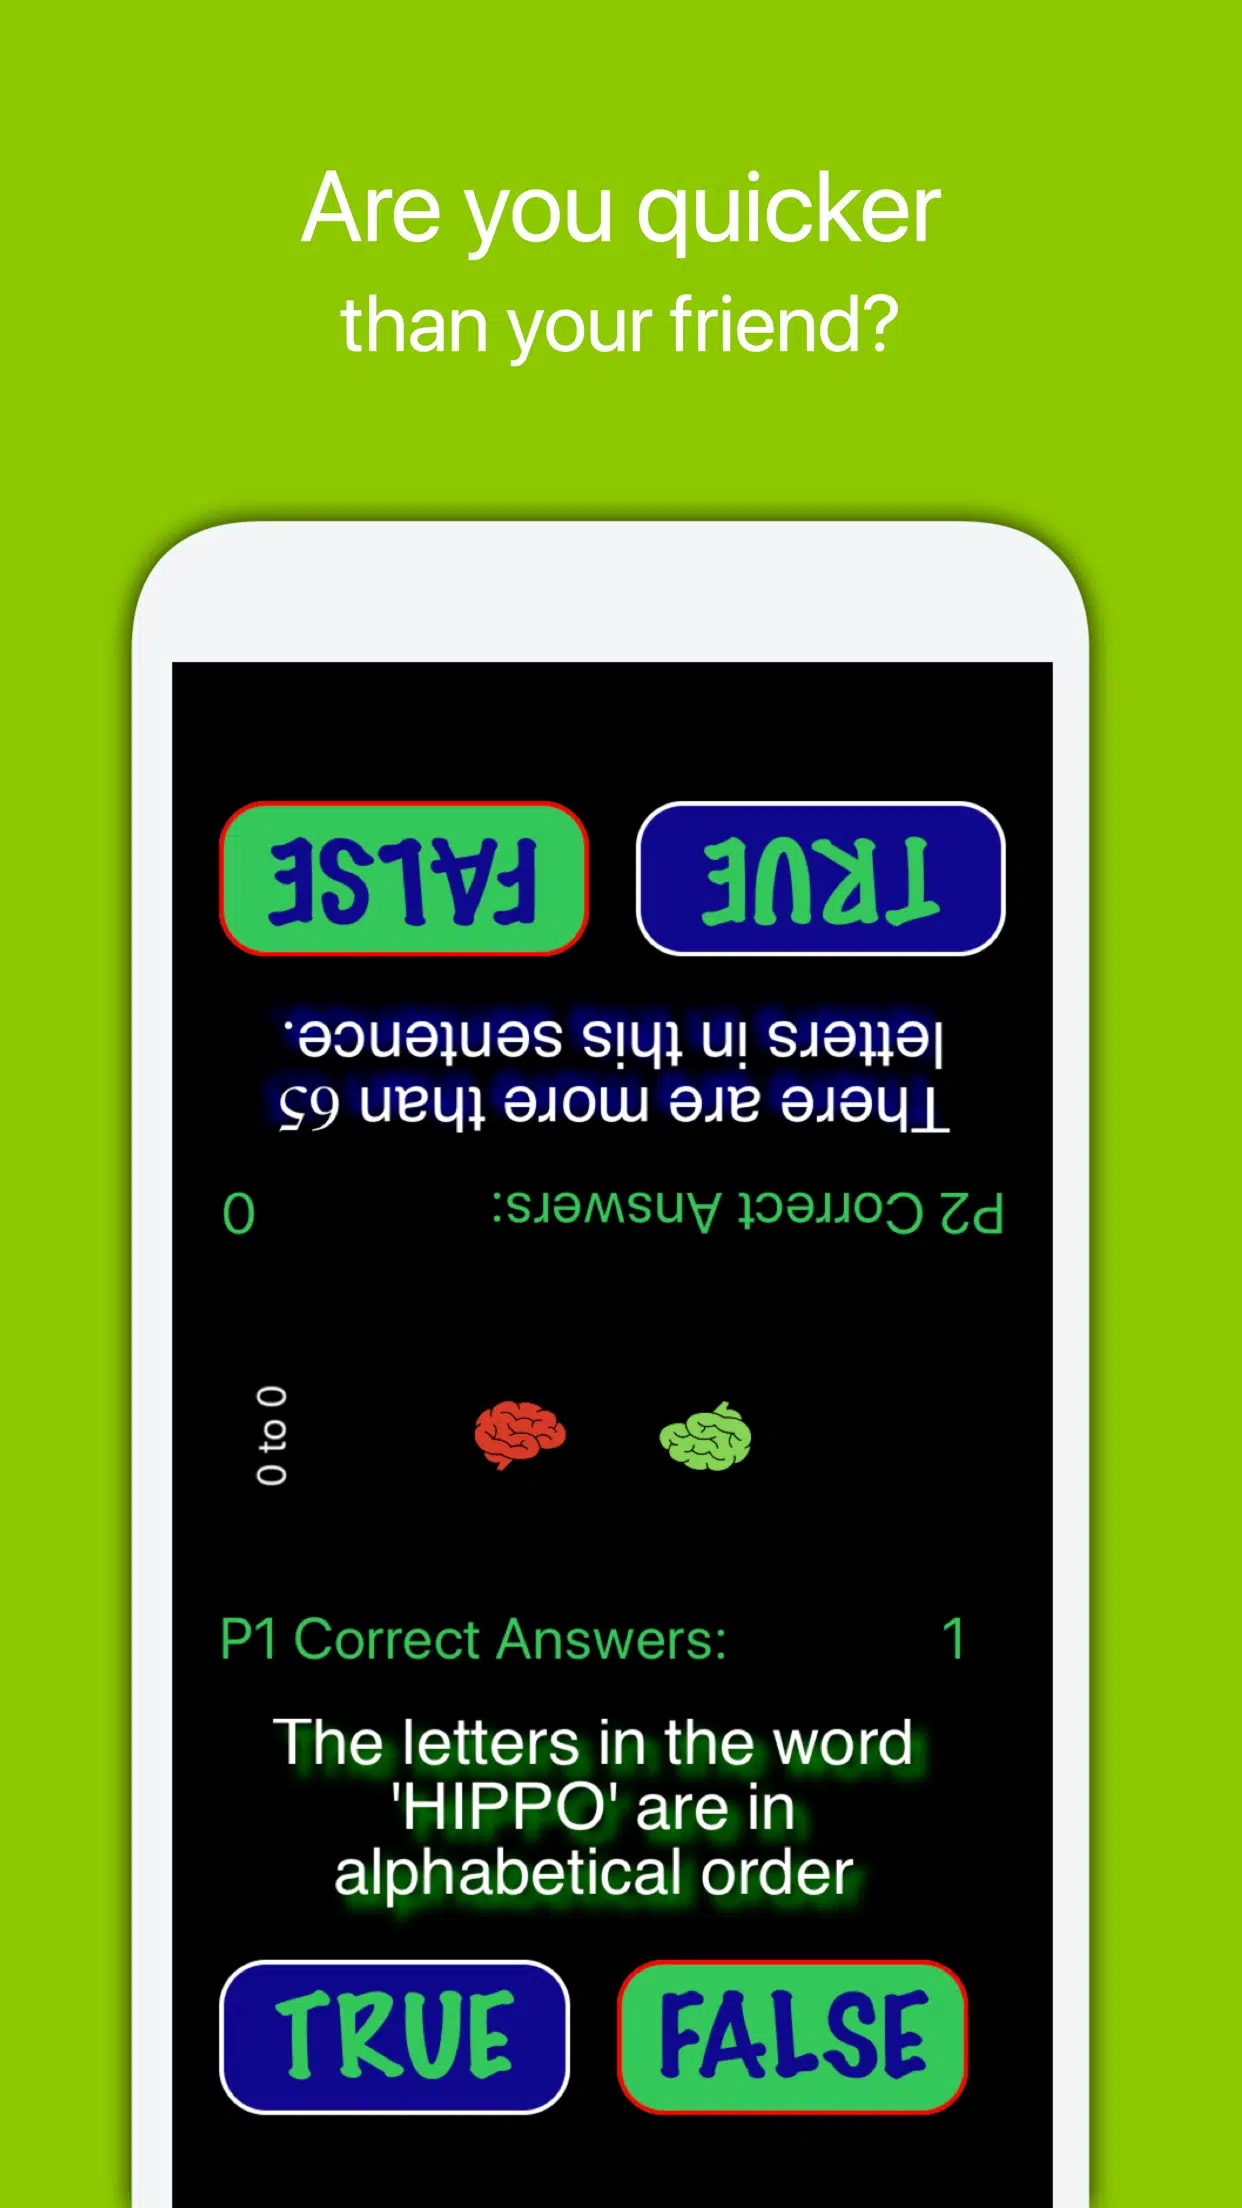 Are you quicker
than your friend?
FALSE
TRUE
There are more than 65
letters in this sentence.
P2 Correct Answers: 0
0 to 0
P1 Correct Answers: 1
The letters in the word
'HIPPO' are in
alphabetical order
TRUE
FALSE